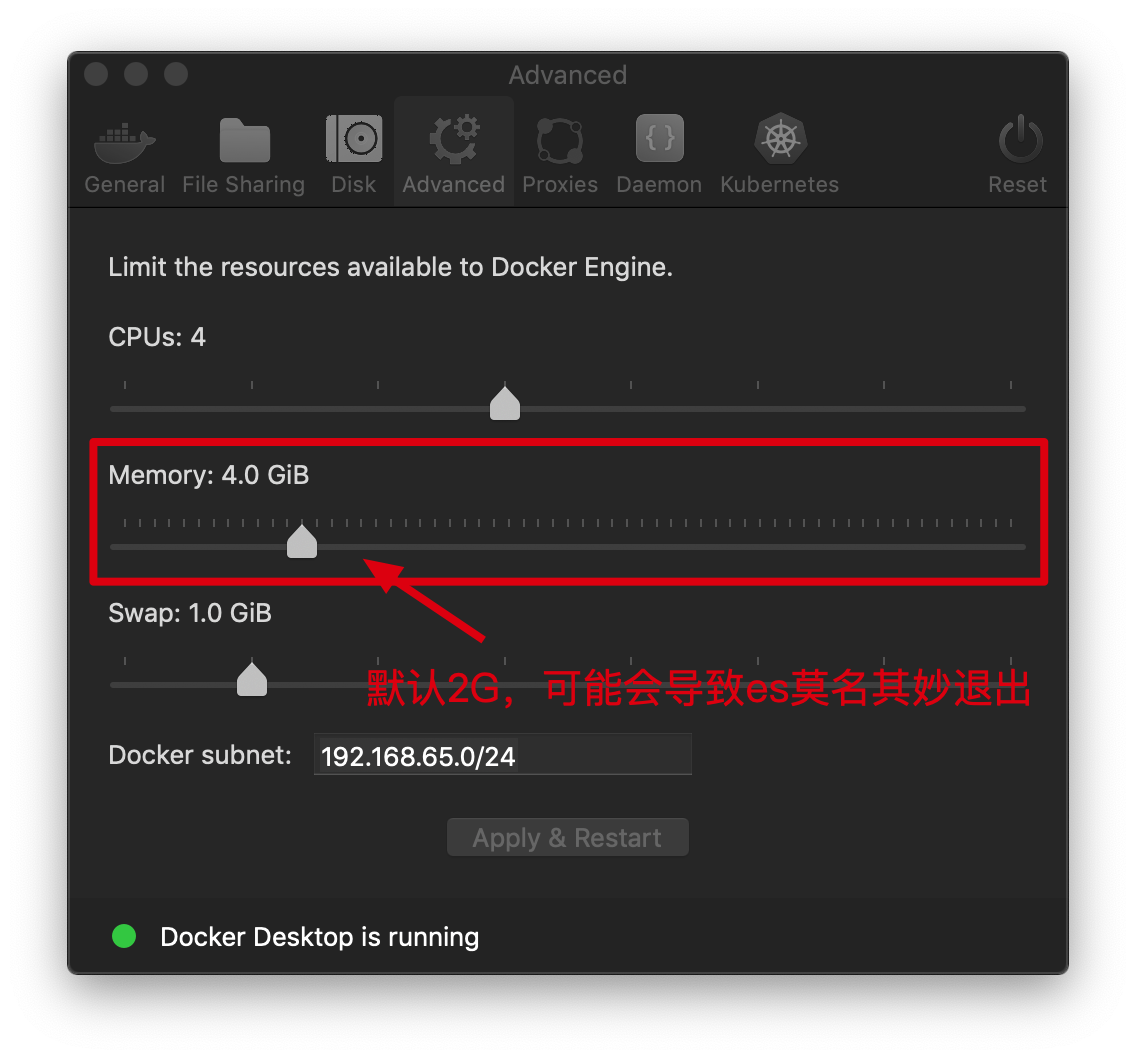 Advanced
General File Sharing Disk Advanced Proxies Daemon Kubernetes Reset
Limit the resources available to Docker Engine.
CPUs: 4
Memory: 4.0 GiB
Swap: 1.0 GiB
默认2G，可能会导致es莫名其妙退出
Docker subnet: 192.168.65.0/24
Apply & Restart
Docker Desktop is running